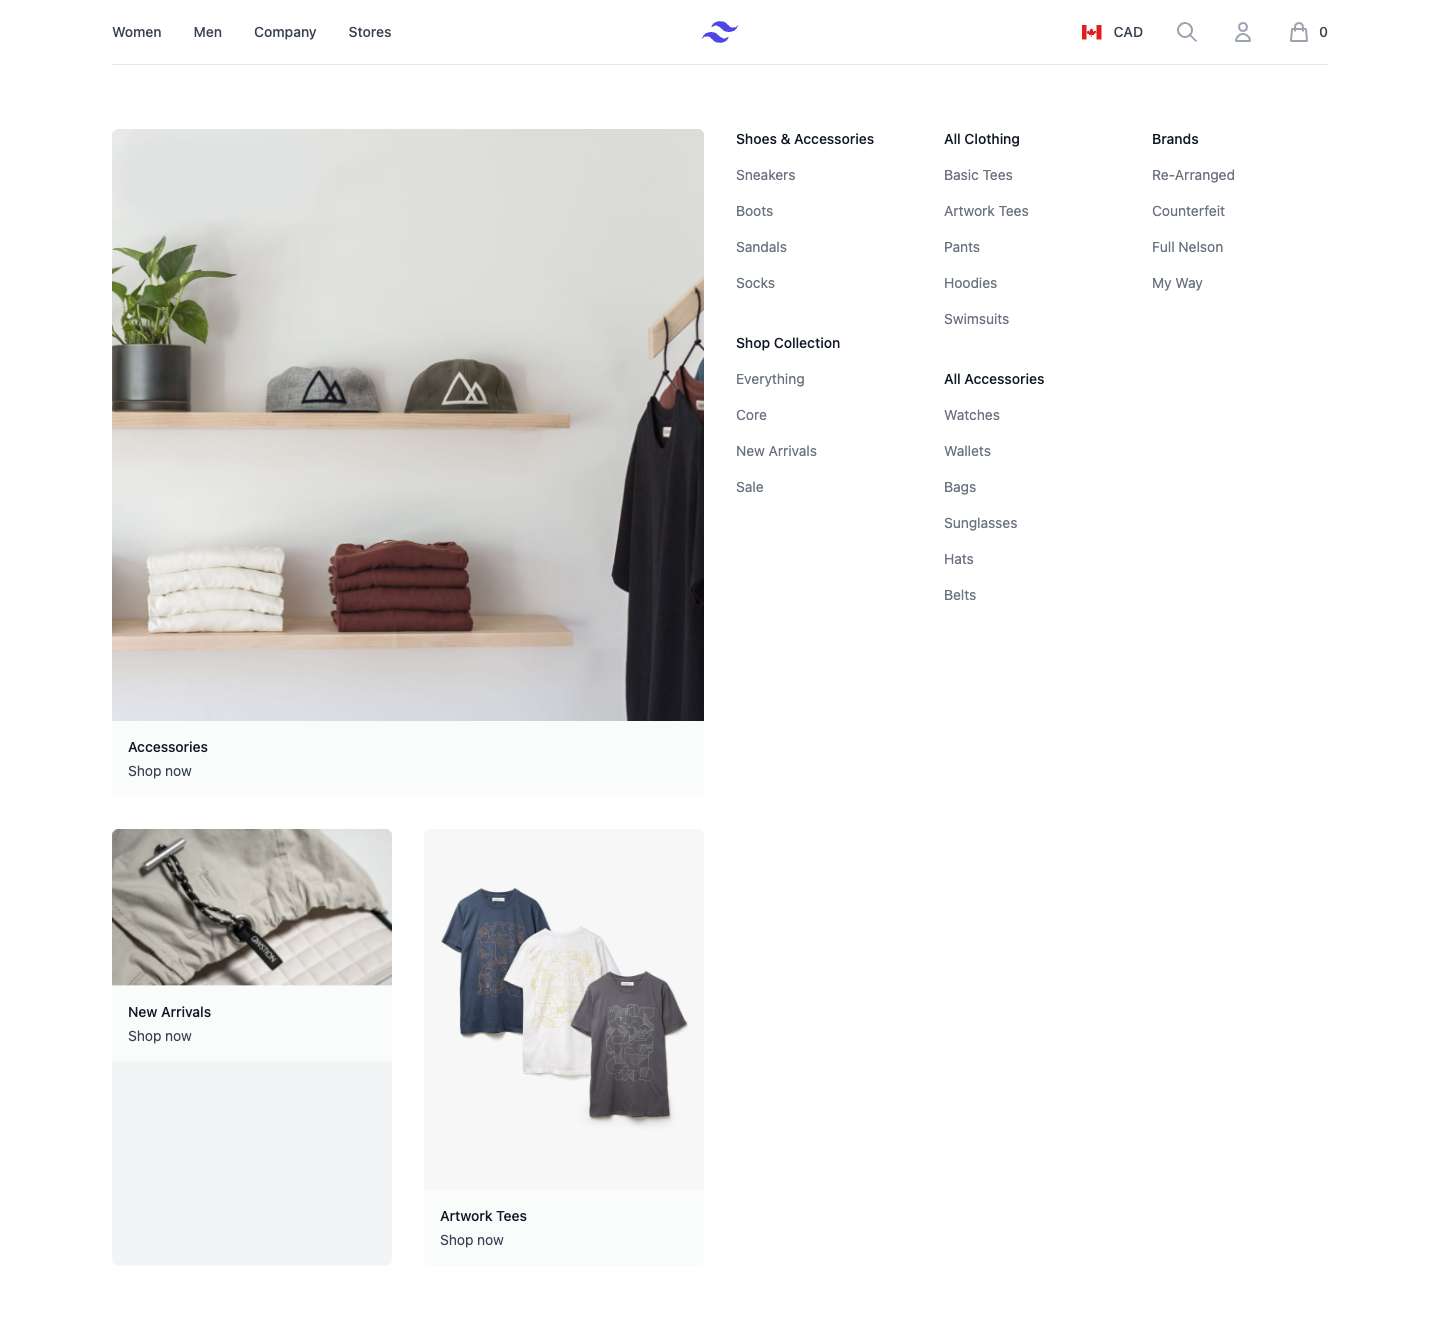 Women
Men
Company
Stores
CAD
0
Shoes & Accessories
Sneakers
Boots
Sandals
Socks
Shop Collection
Everything
Core
New Arrivals
Sale
All Clothing
Basic Tees
Artwork Tees
Pants
Hoodies
Swimsuits
All Accessories
Watches
Wallets
Bags
Sunglasses
Hats
Belts
Brands
Re-Arranged
Counterfeit
Full Nelson
My Way
Accessories
Shop now
New Arrivals
Shop now
Artwork Tees
Shop now